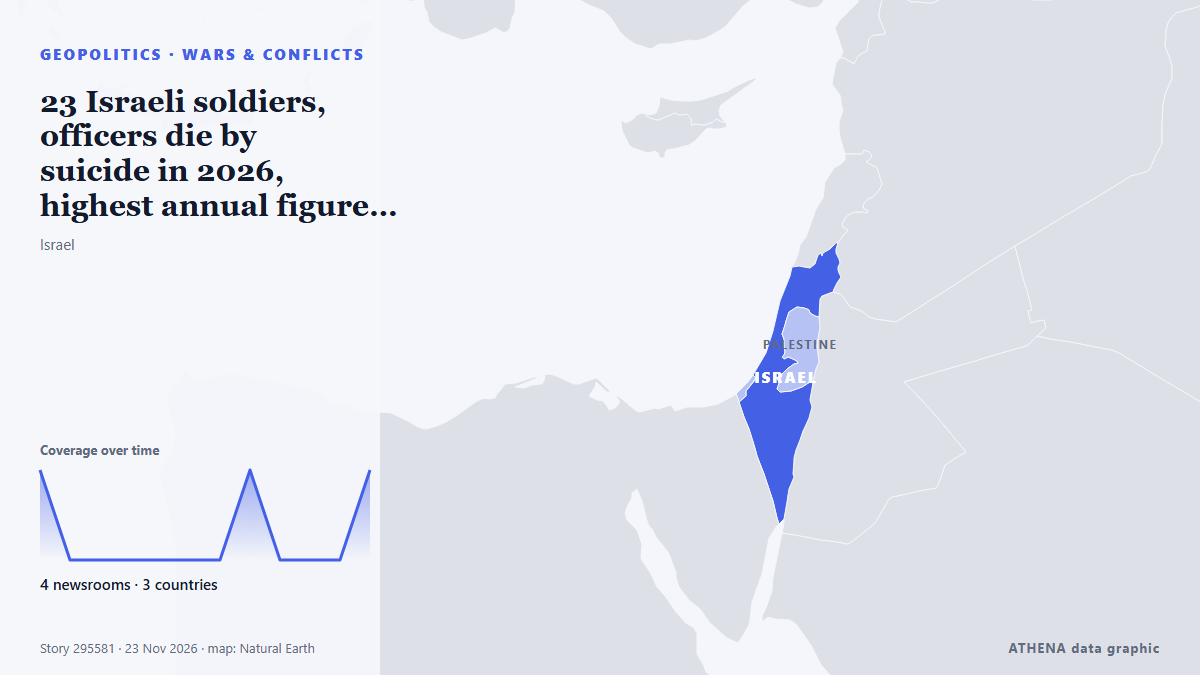 GEOPOLITICS · WARS & CONFLICTS
23 Israeli soldiers,
officers die by
suicide in 2026,
highest annual figure...
Israel
PALESTINE
ISRAEL
Coverage over time
4 newsrooms · 3 countries
Story 295581 · 23 Nov 2026 · map: Natural Earth
ATHENA data graphic